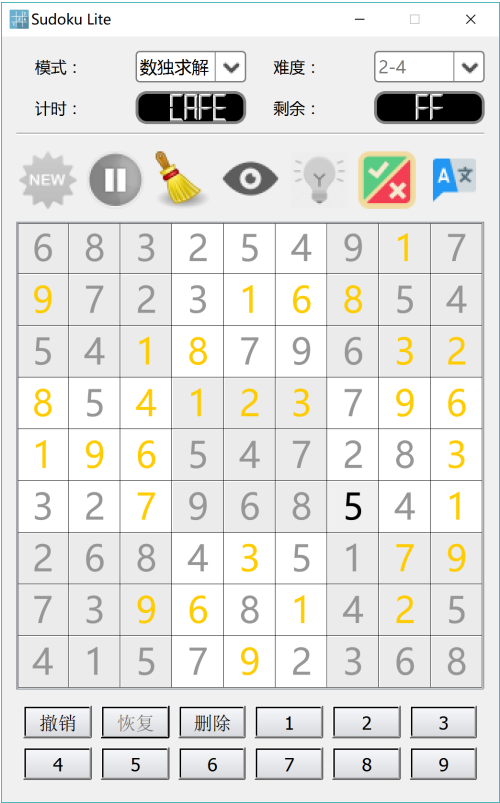 Sudoku Lite
模式： 数独求解 难度： 2-4
计时： CAFE 剩余： FF
NEW A 文
6 8 3 2 5 4 9 1 7
9 7 2 3 1 6 8 5 4
5 4 1 8 7 9 6 3 2
8 5 4 1 2 3 7 9 6
1 9 6 5 4 7 2 8 3
3 2 7 9 6 8 5 4 1
2 6 8 4 3 5 1 7 9
7 3 9 6 8 1 4 2 5
4 1 5 7 9 2 3 6 8
撤销 恢复 删除 1 2 3
4 5 6 7 8 9